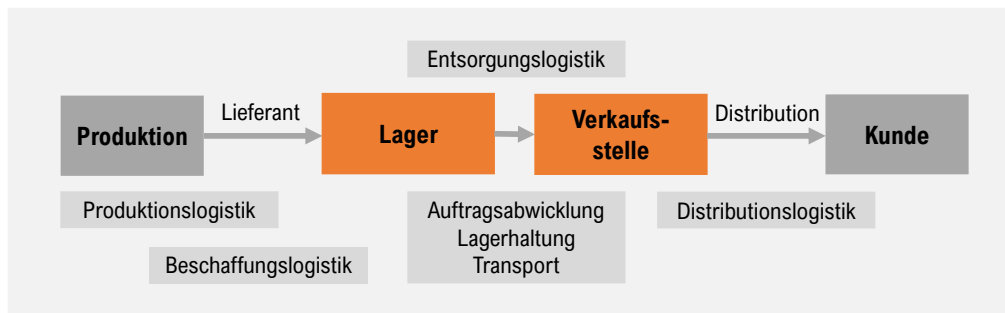 Entsorgungslogistik
Produktion
Lieferant
Lager
Verkaufs-
stelle
Distribution
Kunde
Produktionslogistik
Beschaffungslogistik
Auftragsabwicklung
Lagerhaltung
Transport
Distributionslogistik